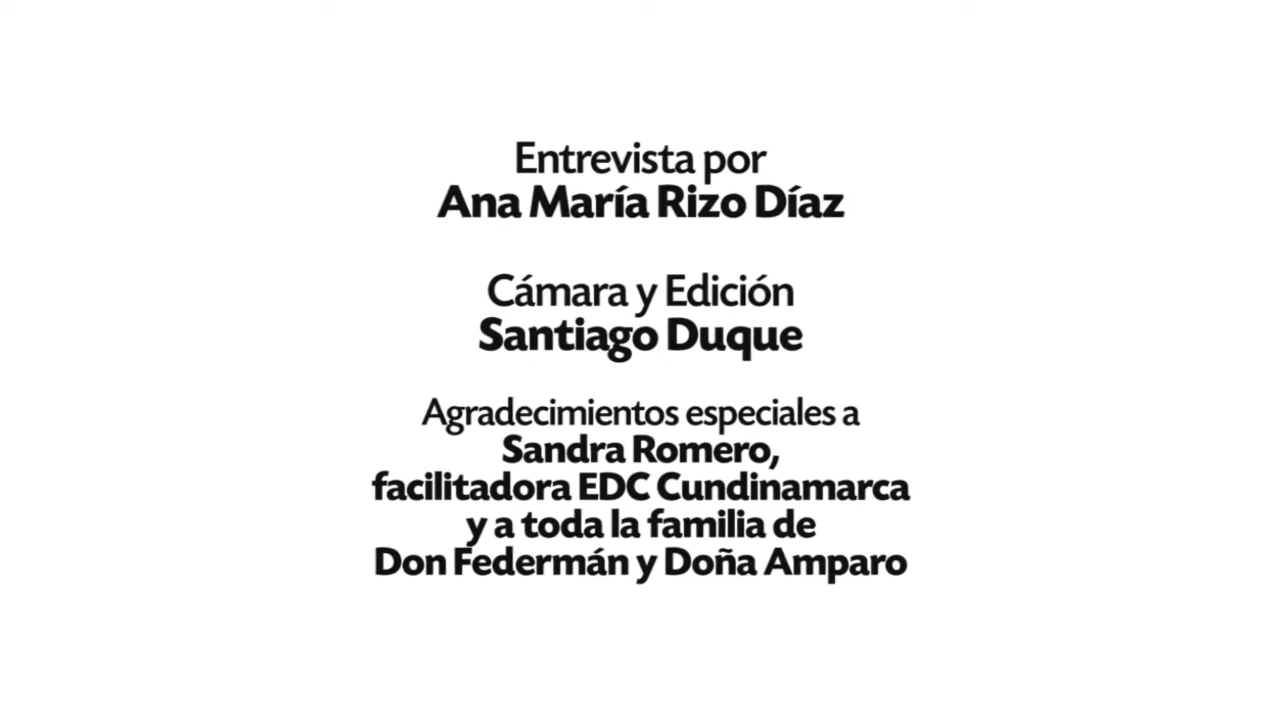 Entrevista por
Ana María Rizo Díaz
Cámara y Edición
Santiago Duque
Agradecimientos especiales a
Sandra Romero,
facilitadora EDC Cundinamarca
y a toda la familia de
Don Federmán y Doña Amparo